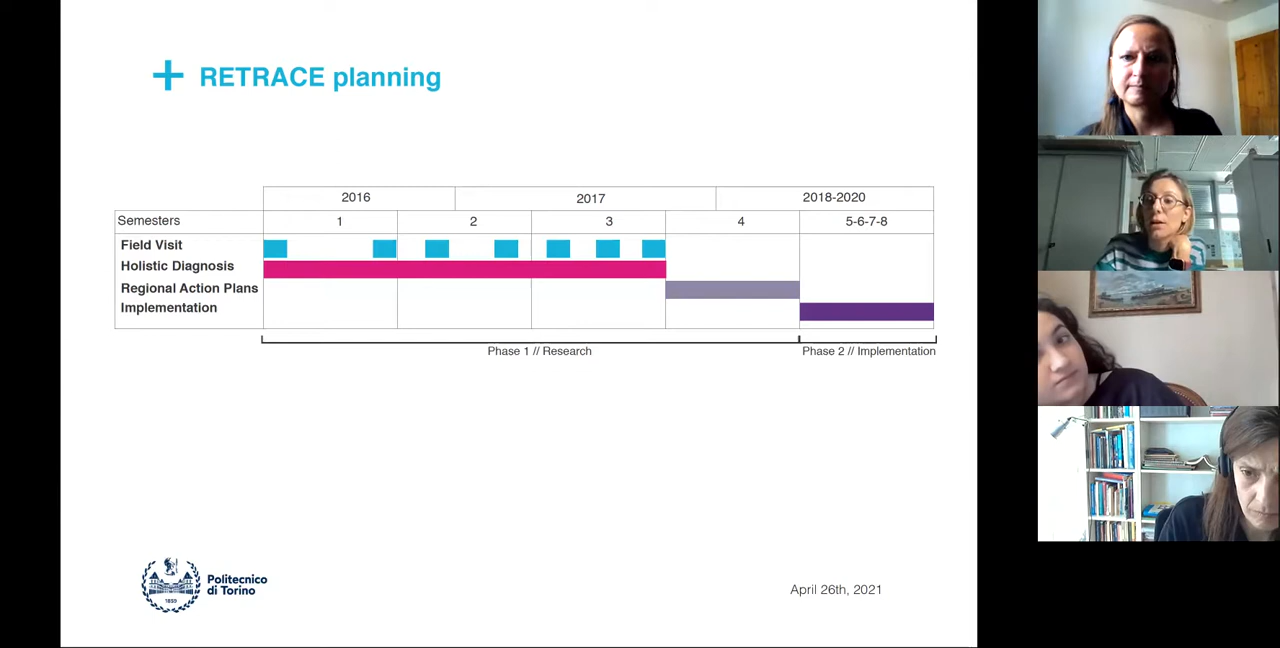 + RETRACE planning
2016 2017 2018-2020
Semesters 1 2 3 4 5-6-7-8
Field Visit
Holistic Diagnosis
Regional Action Plans
Implementation
Phase 1 // Research Phase 2 // Implementation
Politecnico
di Torino
1859
April 26th, 2021